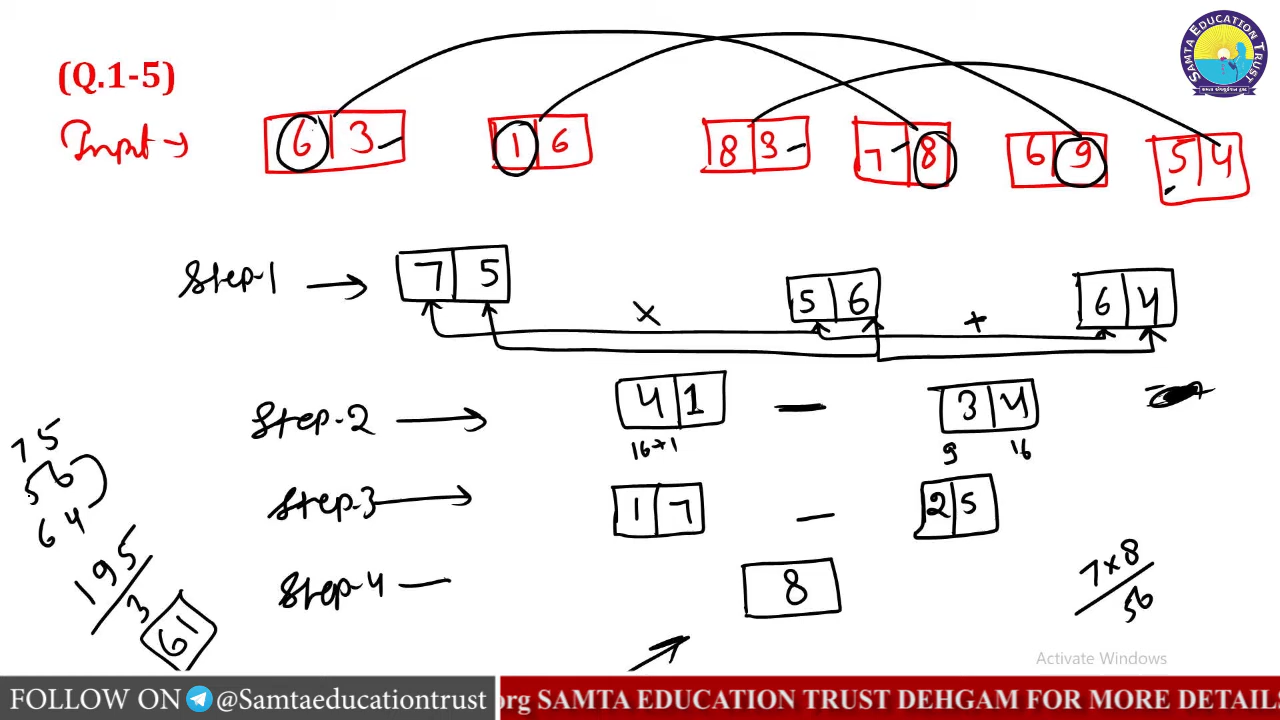 SAMTA EDUCATION TRUST
(Q.1-5)
Input → 6 3 1 6 8 3 7 8 6 9 5 4
Step-1 → 7 5 × 5 6 + 6 4
Step-2 → 4 1 — 3 4
16+1 9 16
Step-3 → 1 7 — 2 5
Step-4 — 8
75
56
64
195
3
61
7×8
56
Activate Windows
FOLLOW ON @Samtaeducationtrust
org SAMTA EDUCATION TRUST DEHGAM FOR MORE DETAILS